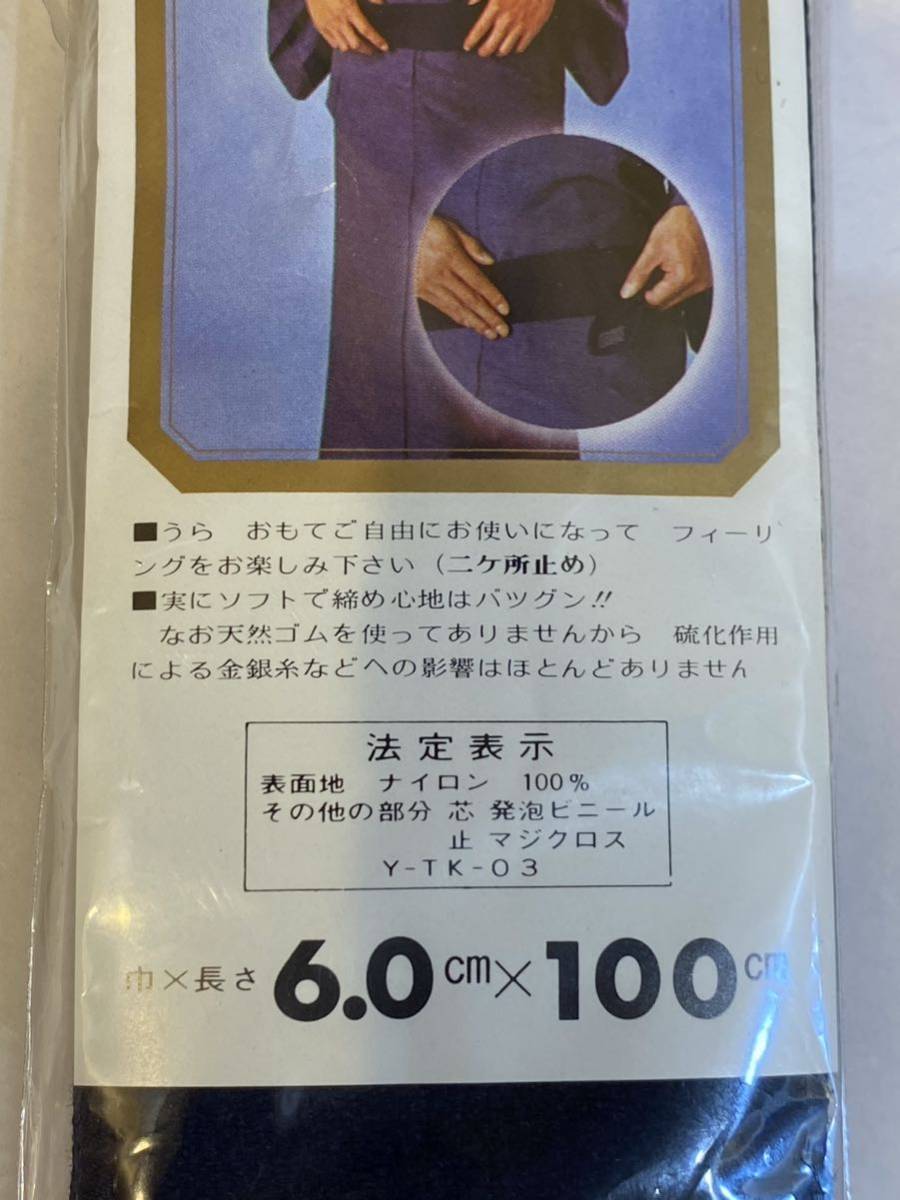 ■うら おもてご自由にお使いになって フィーリ
ングをお楽しみ下さい (二ケ所止め)
■実にソフトで締め心地はバツグン!!
なお天然ゴムを使ってありませんから 硫化作用
による金銀糸などへの影響はほとんどありません
法定表示
表面地 ナイロン 100%
その他の部分 芯 発泡ビニール
止 マジクロス
Y-TK-03
巾×長さ 6.0cm×100cm